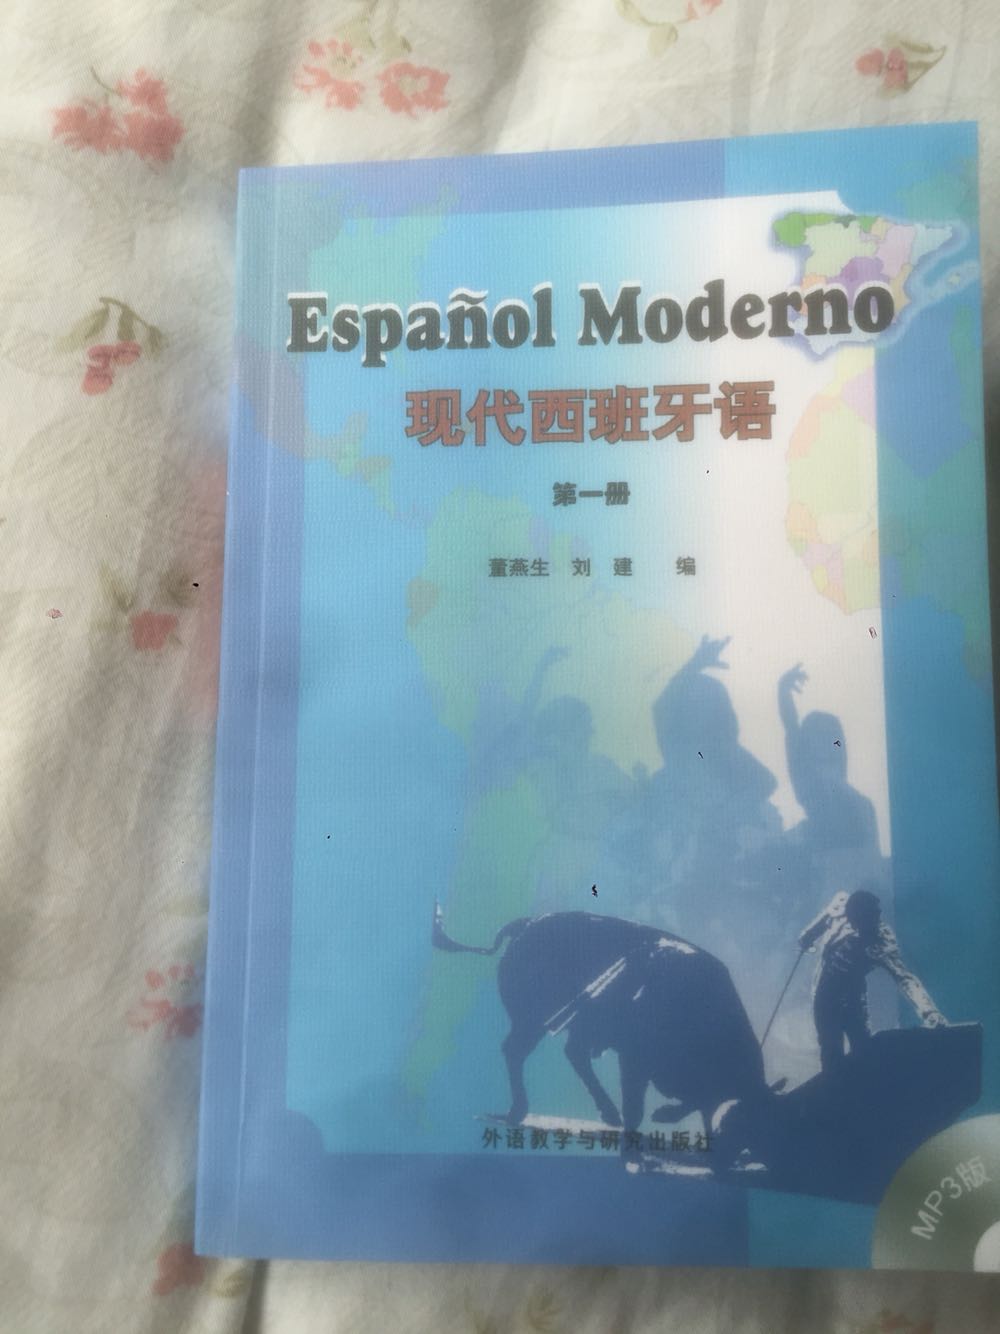 Español Moderno
现代西班牙语
第一册
董燕生 刘 建 编
外语教学与研究出版社
MP3版